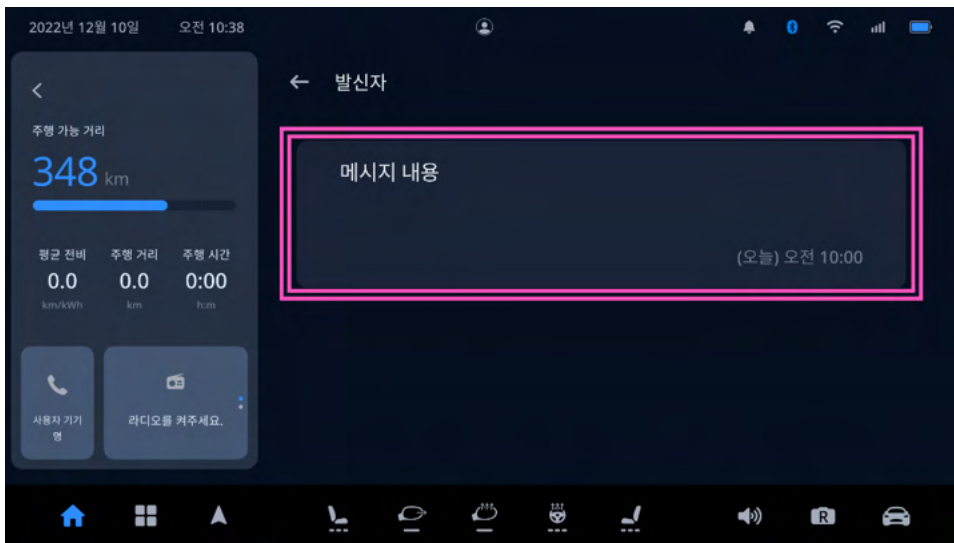 2022년 12월 10일 오전 10:38
발신자
주행 가능 거리
348 km
메시지 내용
(오늘) 오전 10:00
평균 전비 주행 거리 주행 시간
0.0 0.0 0:00
km/kWh km h:m
사용자 기기
명
라디오를 켜주세요.
R